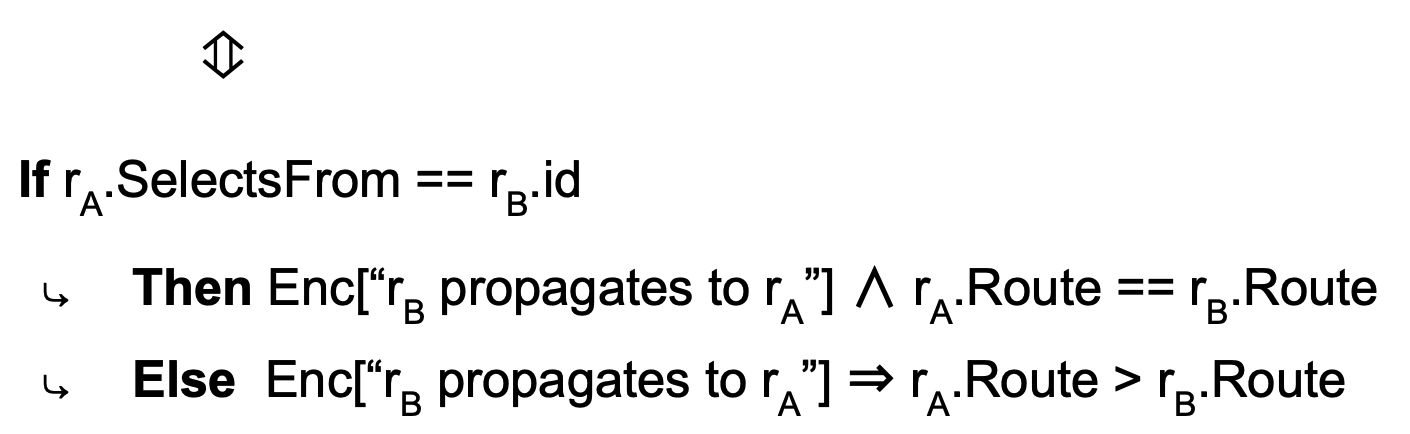 ⇕
If r_A.SelectsFrom == r_B.id
⤷ Then Enc[“r_B propagates to r_A”] ∧ r_A.Route == r_B.Route
⤷ Else Enc[“r_B propagates to r_A”] ⇒ r_A.Route > r_B.Route